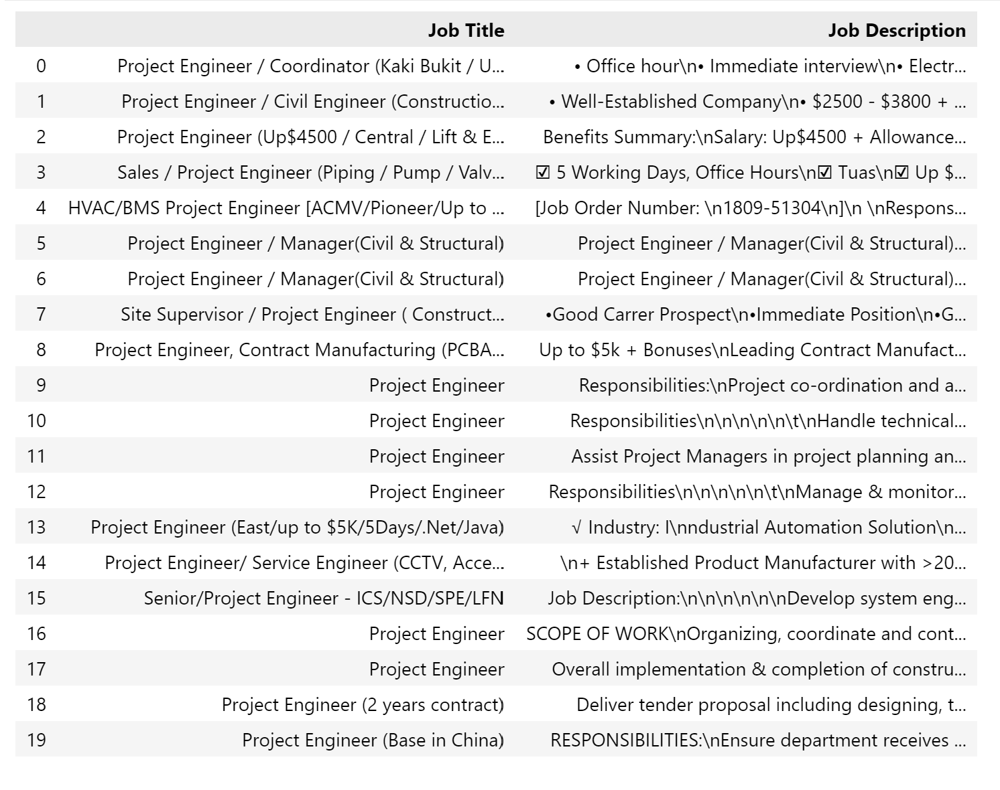 Job Title Job Description
0 Project Engineer / Coordinator (Kaki Bukit / U... • Office hour\n• Immediate interview\n• Electr...
1 Project Engineer / Civil Engineer (Constructio... • Well-Established Company\n• $2500 - $3800 + ...
2 Project Engineer (Up$4500 / Central / Lift & E... Benefits Summary:\nSalary: Up$4500 + Allowance...
3 Sales / Project Engineer (Piping / Pump / Valv... ☑ 5 Working Days, Office Hours\n☑ Tuas\n☑ Up $...
4 HVAC/BMS Project Engineer [ACMV/Pioneer/Up to ... [Job Order Number: \n1809-51304\n]\n \nRespons...
5 Project Engineer / Manager(Civil & Structural) Project Engineer / Manager(Civil & Structural)...
6 Project Engineer / Manager(Civil & Structural) Project Engineer / Manager(Civil & Structural)...
7 Site Supervisor / Project Engineer ( Construct... •Good Carrer Prospect\n•Immediate Position\n•G...
8 Project Engineer, Contract Manufacturing (PCBA... Up to $5k + Bonuses\nLeading Contract Manufact...
9 Project Engineer Responsibilities:\nProject co-ordination and a...
10 Project Engineer Responsibilities\n\n\n\n\n\t\nHandle technical...
11 Project Engineer Assist Project Managers in project planning an...
12 Project Engineer Responsibilities\n\n\n\n\n\t\nManage & monitor...
13 Project Engineer (East/up to $5K/5Days/.Net/Java) √ Industry: I\nndustrial Automation Solution\n...
14 Project Engineer/ Service Engineer (CCTV, Acce... \n+ Established Product Manufacturer with >20...
15 Senior/Project Engineer - ICS/NSD/SPE/LFN Job Description:\n\n\n\n\n\nDevelop system eng...
16 Project Engineer SCOPE OF WORK\nOrganizing, coordinate and cont...
17 Project Engineer Overall implementation & completion of constru...
18 Project Engineer (2 years contract) Deliver tender proposal including designing, t...
19 Project Engineer (Base in China) RESPONSIBILITIES:\nEnsure department receives ...